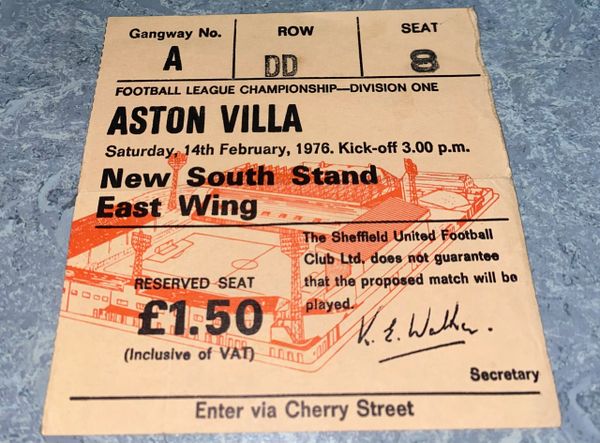 Gangway No. ROW SEAT
A DD 8
FOOTBALL LEAGUE CHAMPIONSHIP—DIVISION ONE
ASTON VILLA
Saturday, 14th February, 1976. Kick-off 3.00 p.m.
New South Stand
East Wing
The Sheffield United Football
Club Ltd, does not guarantee
that the proposed match will be
played.
RESERVED SEAT
£1.50
(Inclusive of VAT)
K. E. Walker.
Secretary
Enter via Cherry Street